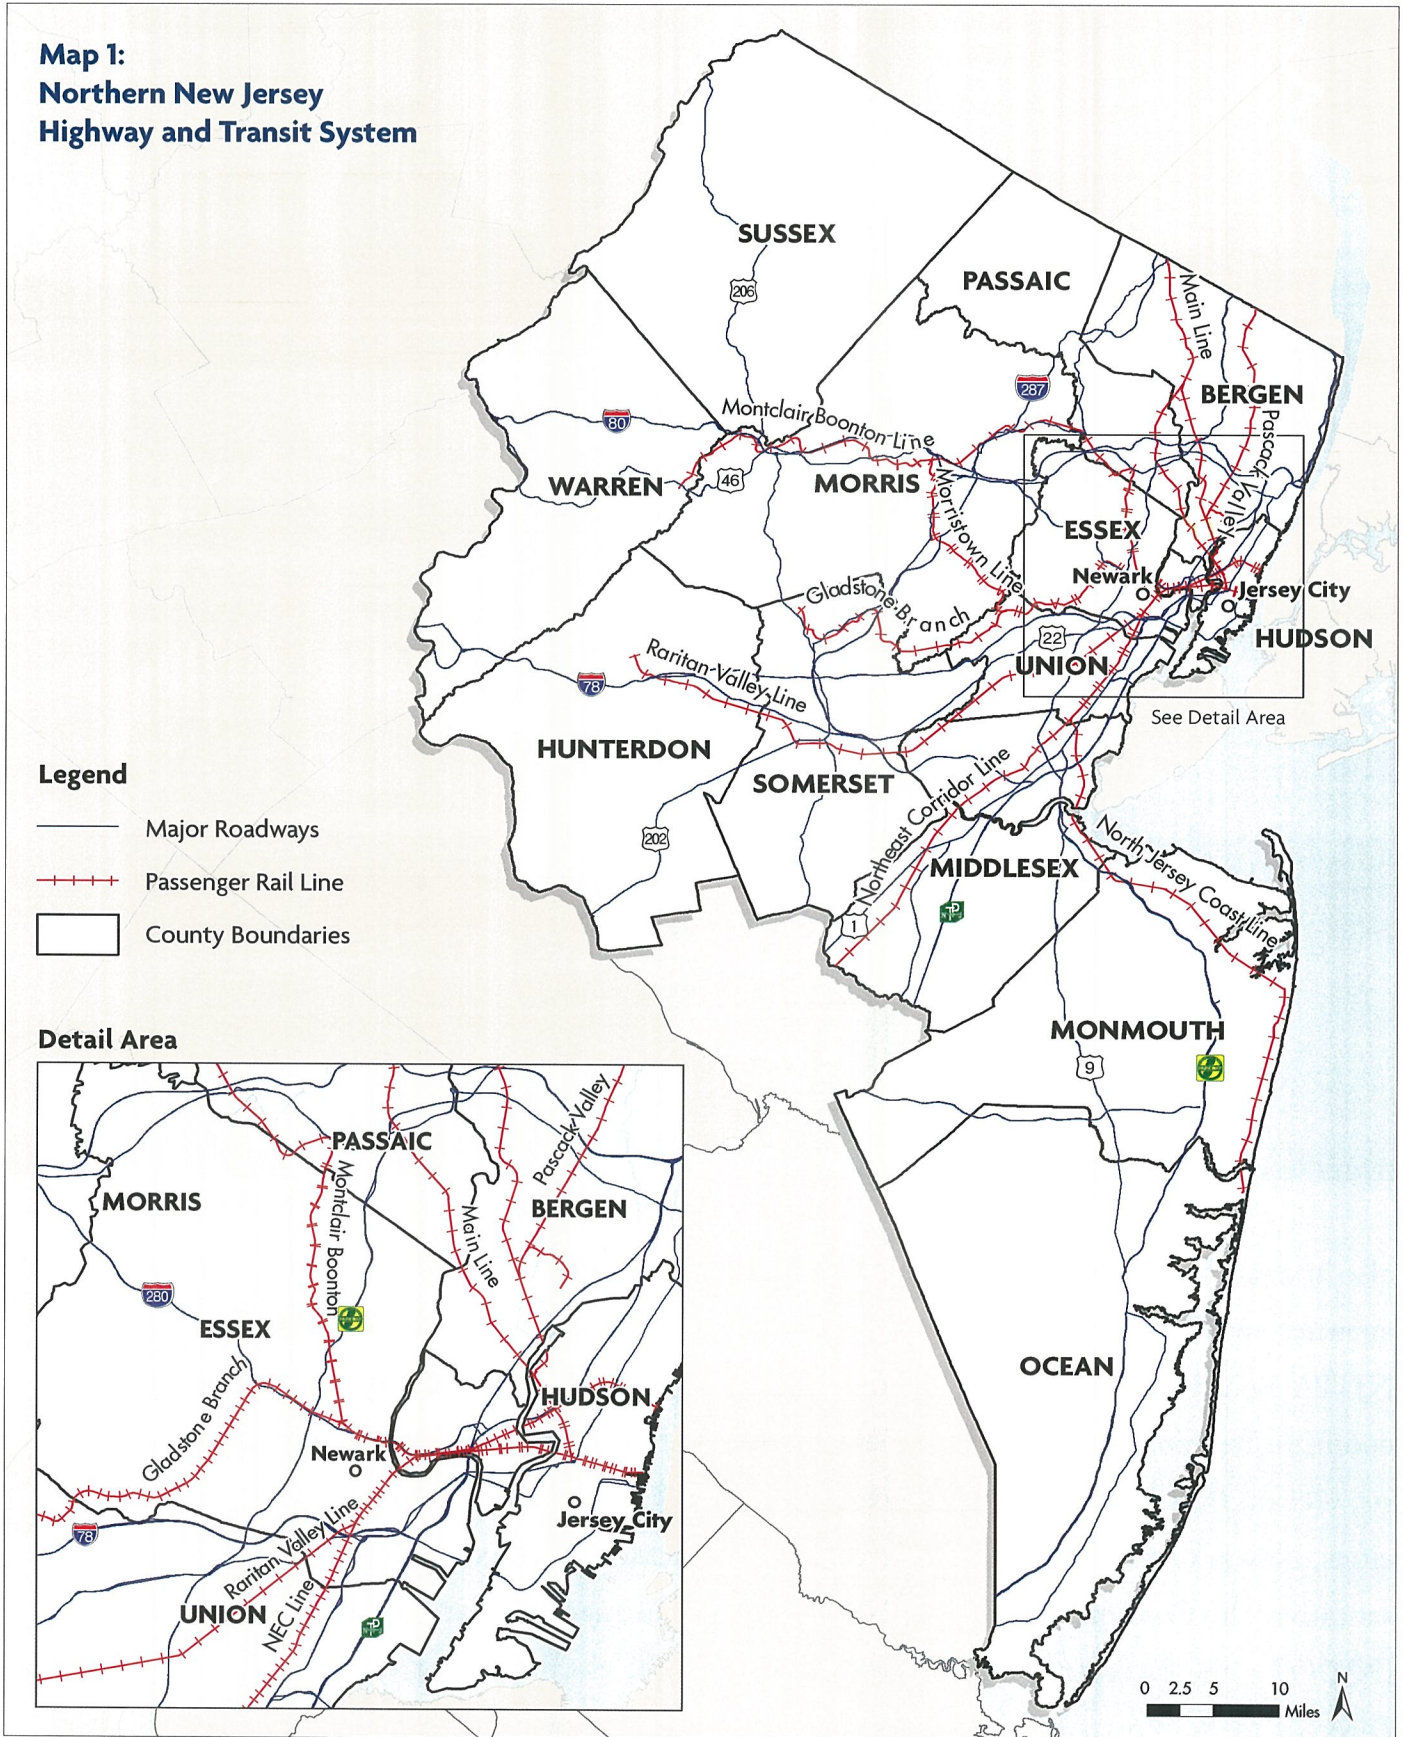 Map 1:
Northern New Jersey
Highway and Transit System
SUSSEX
PASSAIC
206
Main Line
287
BERGEN
80
Montclair Boonton Line
Pascack Valley
WARREN
46
MORRIS
Morristown Line
ESSEX
Newark
Jersey City
Gladstone Branch
22
HUDSON
UNION
Raritan Valley Line
78
See Detail Area
HUNTERDON
SOMERSET
Northeast Corridor Line
202
North Jersey Coast Line
MIDDLESEX
1
MONMOUTH
9
OCEAN
Legend
Major Roadways
Passenger Rail Line
County Boundaries
Detail Area
Pascack Valley
PASSAIC
MORRIS
Montclair Boonton
BERGEN
Main Line
280
ESSEX
Gladstone Branch
HUDSON
Newark
Jersey City
78
Raritan Valley Line
NEC Line
UNION
0 2.5 5 10
Miles
N